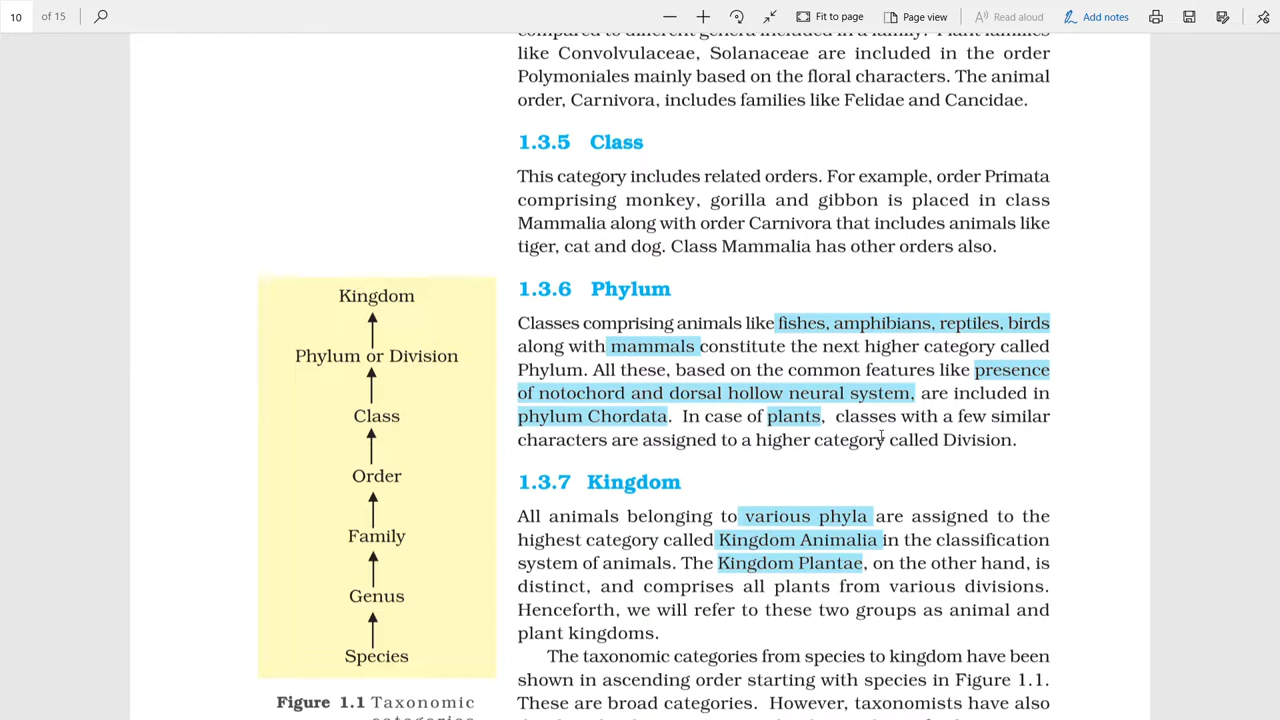 10 of 15 Fit to page Page view Read aloud Add notes
compared to different genera included in a family. Plant families
like Convolvulaceae, Solanaceae are included in the order
Polymoniales mainly based on the floral characters. The animal
order, Carnivora, includes families like Felidae and Cancidae.
1.3.5 Class
This category includes related orders. For example, order Primata
comprising monkey, gorilla and gibbon is placed in class
Mammalia along with order Carnivora that includes animals like
tiger, cat and dog. Class Mammalia has other orders also.
1.3.6 Phylum
Classes comprising animals like fishes, amphibians, reptiles, birds
along with mammals constitute the next higher category called
Phylum. All these, based on the common features like presence
of notochord and dorsal hollow neural system, are included in
phylum Chordata. In case of plants, classes with a few similar
characters are assigned to a higher category called Division.
1.3.7 Kingdom
All animals belonging to various phyla are assigned to the
highest category called Kingdom Animalia in the classification
system of animals. The Kingdom Plantae, on the other hand, is
distinct, and comprises all plants from various divisions.
Henceforth, we will refer to these two groups as animal and
plant kingdoms.
The taxonomic categories from species to kingdom have been
shown in ascending order starting with species in Figure 1.1.
These are broad categories. However, taxonomists have also
Kingdom
Phylum or Division
Class
Order
Family
Genus
Species
Figure 1.1 Taxonomic
categories